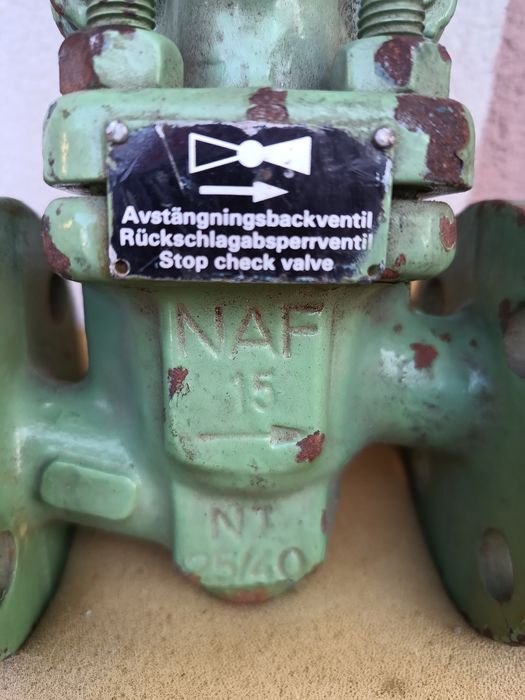 Avstängningsbackventil
Rückschlagabsperrventil
Stop check valve
NAF
15
NT
25/40